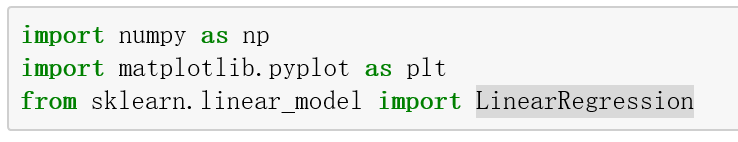 import numpy as np
import matplotlib.pyplot as plt
from sklearn.linear_model import LinearRegression